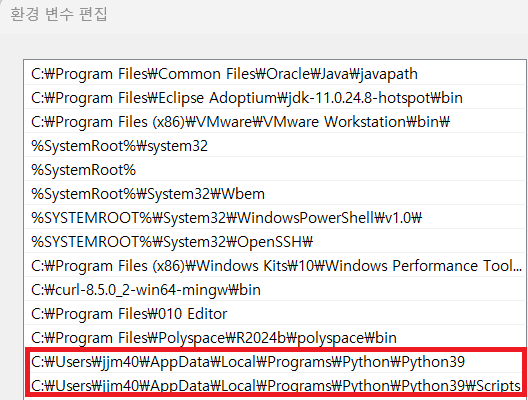 환경 변수 편집
C:₩Program Files₩Common Files₩Oracle₩Java₩javapath
C:₩Program Files₩Eclipse Adoptium₩jdk-11.0.24.8-hotspot₩bin
C:₩Program Files (x86)₩VMware₩VMware Workstation₩bin₩
%SystemRoot%₩system32
%SystemRoot%
%SystemRoot%₩System32₩Wbem
%SYSTEMROOT%₩System32₩WindowsPowerShell₩v1.0₩
%SYSTEMROOT%₩System32₩OpenSSH₩
C:₩Program Files (x86)₩Windows Kits₩10₩Windows Performance Tool...
C:₩curl-8.5.0_2-win64-mingw₩bin
C:₩Program Files₩010 Editor
C:₩Program Files₩Polyspace₩R2024b₩polyspace₩bin
C:₩Users₩jjm40₩AppData₩Local₩Programs₩Python₩Python39
C:₩Users₩jjm40₩AppData₩Local₩Programs₩Python₩Python39₩Scripts